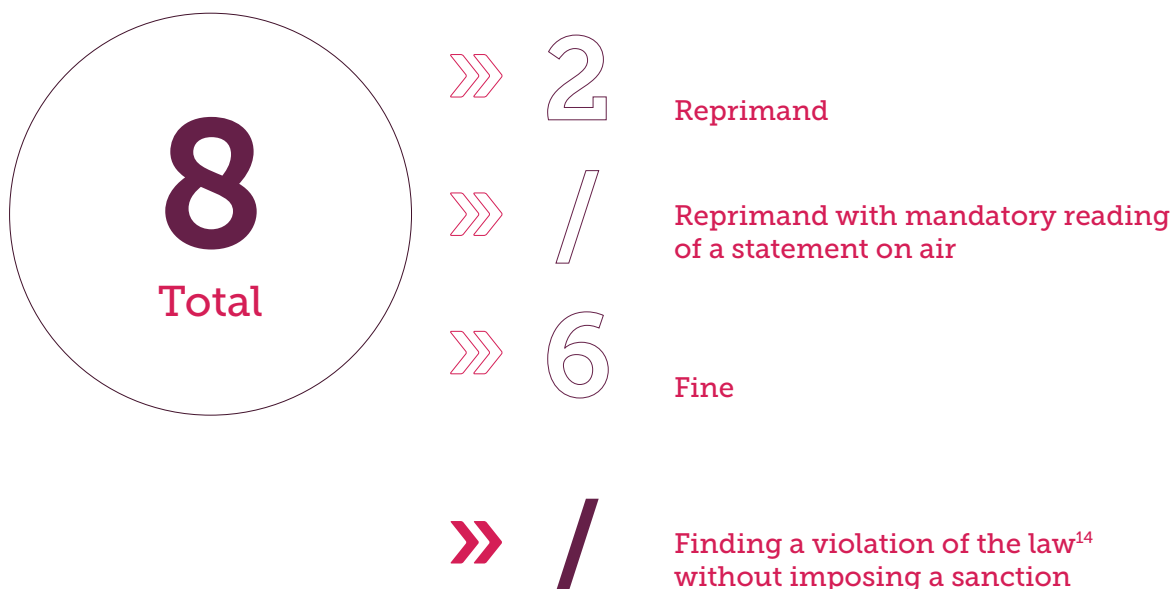 8
Total
2
Reprimand
/
Reprimand with mandatory reading
of a statement on air
6
Fine
/
Finding a violation of the law14
without imposing a sanction